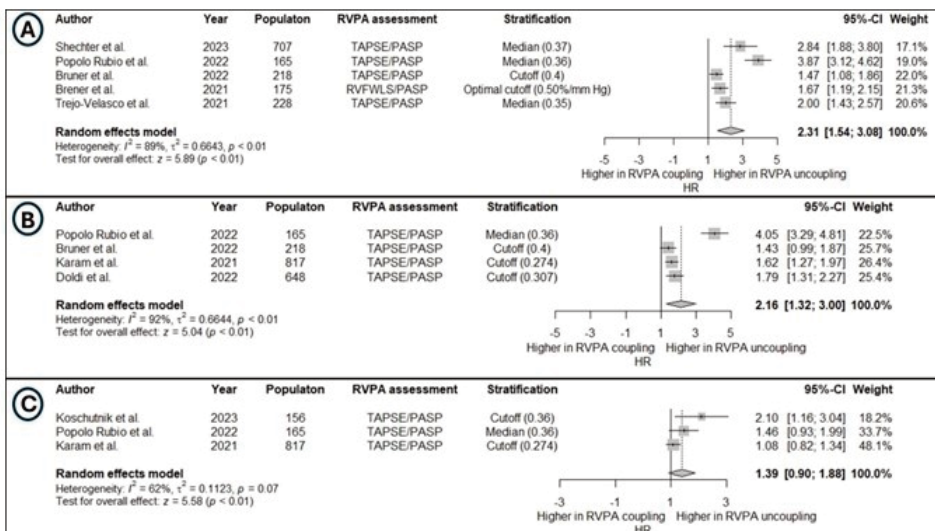 A
Author Year Populaton RVPA assessment Stratification 95%-CI Weight
Shechter et al. 2023 707 TAPSE/PASP Median (0.37) 2.84 [1.88; 3.80] 17.1%
Popolo Rubio et al. 2022 165 TAPSE/PASP Median (0.36) 3.87 [3.12; 4.62] 19.0%
Bruner et al. 2022 218 TAPSE/PASP Cutoff (0.4) 1.47 [1.08; 1.86] 22.0%
Brener et al. 2021 175 RVFWLS/PASP Optimal cutoff (0.50%/mm Hg) 1.67 [1.19; 2.15] 21.3%
Trejo-Velasco et al. 2021 228 TAPSE/PASP Median (0.35) 2.00 [1.43; 2.57] 20.6%
Random effects model 2.31 [1.54; 3.08] 100.0%
Heterogeneity: I² = 89%, τ² = 0.6643, p < 0.01
Test for overall effect: z = 5.89 (p < 0.01)
-5 -3 -1 1 3 5
Higher in RVPA coupling Higher in RVPA uncoupling
HR
B
Author Year Populaton RVPA assessment Stratification 95%-CI Weight
Popolo Rubio et al. 2022 165 TAPSE/PASP Median (0.36) 4.05 [3.29; 4.81] 22.5%
Bruner et al. 2022 218 TAPSE/PASP Cutoff (0.4) 1.43 [0.99; 1.87] 25.7%
Karam et al. 2021 817 TAPSE/PASP Cutoff (0.274) 1.62 [1.27; 1.97] 26.4%
Doldi et al. 2022 648 TAPSE/PASP Cutoff (0.307) 1.79 [1.31; 2.27] 25.4%
Random effects model 2.16 [1.32; 3.00] 100.0%
Heterogeneity: I² = 92%, τ² = 0.6644, p < 0.01
Test for overall effect: z = 5.04 (p < 0.01)
-5 -3 -1 1 3 5
Higher in RVPA coupling Higher in RVPA uncoupling
HR
C
Author Year Populaton RVPA assessment Stratification 95%-CI Weight
Koschutnik et al. 2023 156 TAPSE/PASP Cutoff (0.36) 2.10 [1.16; 3.04] 18.2%
Popolo Rubio et al. 2022 165 TAPSE/PASP Median (0.36) 1.46 [0.93; 1.99] 33.7%
Karam et al. 2021 817 TAPSE/PASP Cutoff (0.274) 1.08 [0.82; 1.34] 48.1%
Random effects model 1.39 [0.90; 1.88] 100.0%
Heterogeneity: I² = 62%, τ² = 0.1123, p = 0.07
Test for overall effect: z = 5.58 (p < 0.01)
-3 -1 1 3
Higher in RVPA coupling Higher in RVPA uncoupling
HR